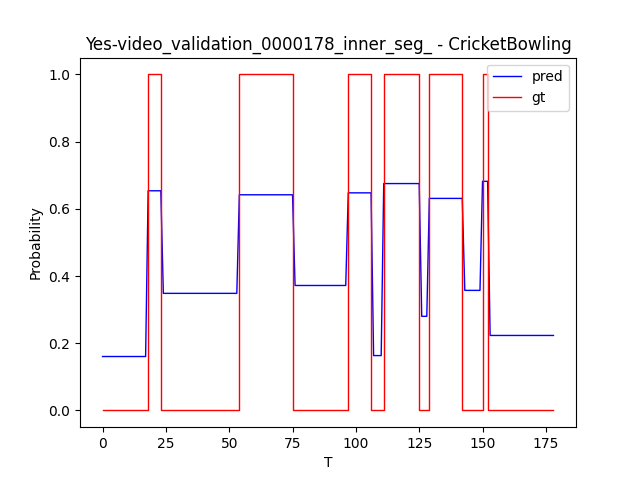 Yes-video_validation_0000178_inner_seg_ - CricketBowling
pred
gt
1.0
0.8
0.6
0.4
0.2
0.0
Probability
0 25 50 75 100 125 150 175
T